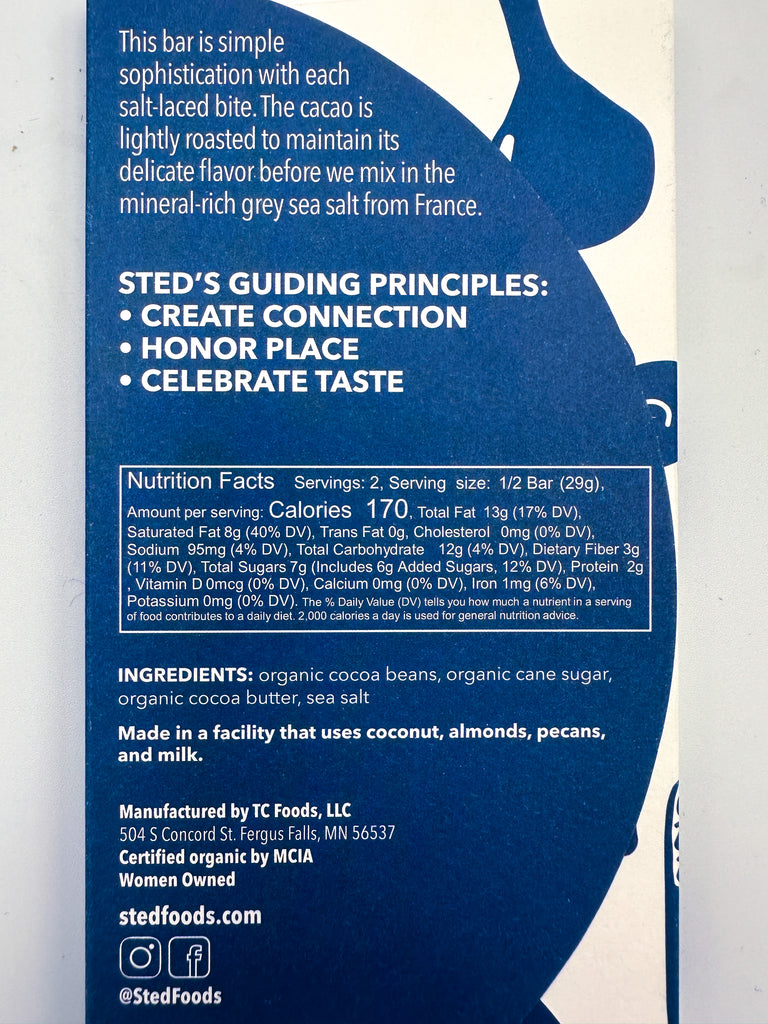 This bar is simple
sophistication with each
salt-laced bite. The cacao is
lightly roasted to maintain its
delicate flavor before we mix in the
mineral-rich grey sea salt from France.
STED'S GUIDING PRINCIPLES:
• CREATE CONNECTION
• HONOR PLACE
• CELEBRATE TASTE
Nutrition Facts Servings: 2, Serving size: 1/2 Bar (29g),
Amount per serving: Calories 170, Total Fat 13g (17% DV),
Saturated Fat 8g (40% DV), Trans Fat 0g, Cholesterol 0mg (0% DV),
Sodium 95mg (4% DV), Total Carbohydrate 12g (4% DV), Dietary Fiber 3g
(11% DV), Total Sugars 7g (Includes 6g Added Sugars, 12% DV), Protein 2g
, Vitamin D 0mcg (0% DV), Calcium 0mg (0% DV), Iron 1mg (6% DV),
Potassium 0mg (0% DV). The % Daily Value (DV) tells you how much a nutrient in a serving
of food contributes to a daily diet. 2,000 calories a day is used for general nutrition advice.
INGREDIENTS: organic cocoa beans, organic cane sugar,
organic cocoa butter, sea salt
Made in a facility that uses coconut, almonds, pecans,
and milk.
Manufactured by TC Foods, LLC
504 S Concord St. Fergus Falls, MN 56537
Certified organic by MCIA
Women Owned
stedfoods.com
@StedFoods